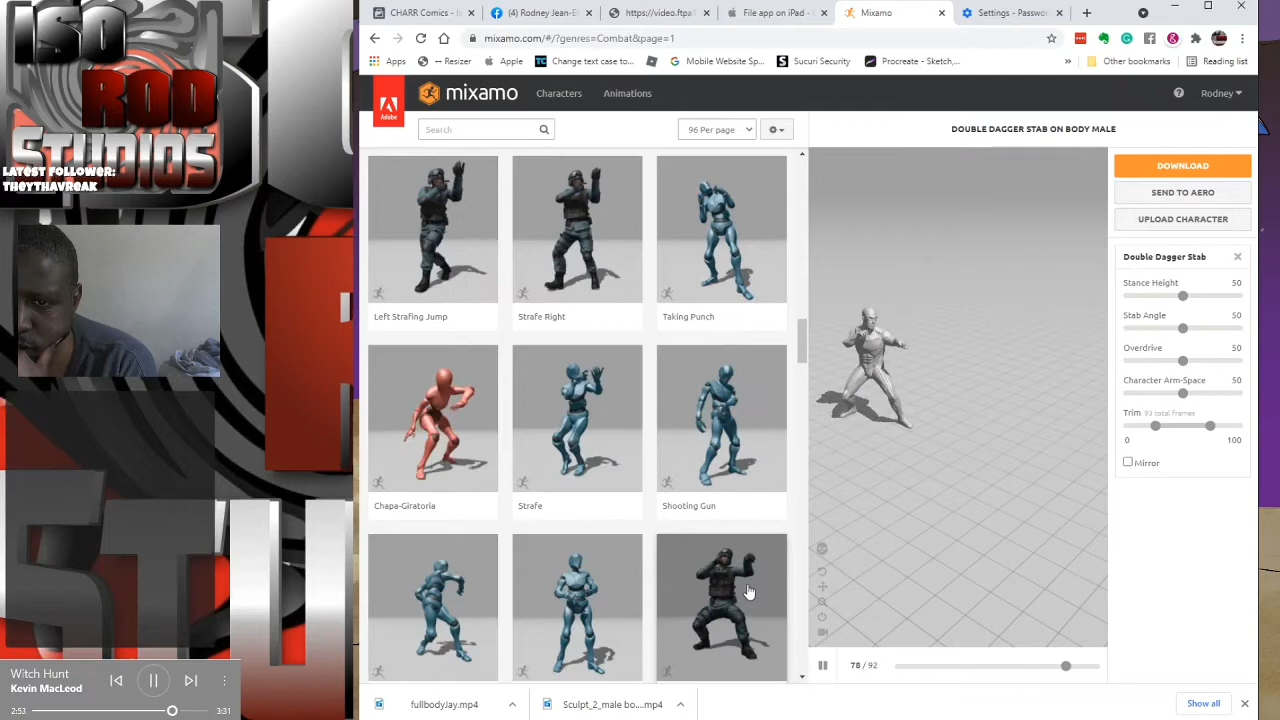 ISO
ROD
STUDIOS
LATEST FOLLOWER:
THEYTHAVREAK
Witch Hunt
Kevin MacLeod
2:53
3:31
CHARR Comics - Is
(4) Rodney Jean-El
https://video.ftpa1
File app on iPad -
Mixamo
Settings - Passwor
mixamo.com/#/?genres=Combat&page=1
Apps
-- Resizer
Apple
Change text case to...
Mobile Website Sp...
Sucuri Security
Procreate - Sketch,...
»
Other bookmarks
Reading list
Adobe
mixamo
Characters
Animations
Rodney
Search
96 Per page
DOUBLE DAGGER STAB ON BODY MALE
Left Strafing Jump
Strafe Right
Taking Punch
Chapa-Giratoria
Strafe
Shooting Gun
DOWNLOAD
SEND TO AERO
UPLOAD CHARACTER
Double Dagger Stab
Stance Height 50
Stab Angle 50
Overdrive 50
Character Arm-Space 50
Trim 93 total frames
0 100
Mirror
78 / 92
fullbodyJay.mp4
Sculpt_2_male bo....mp4
Show all